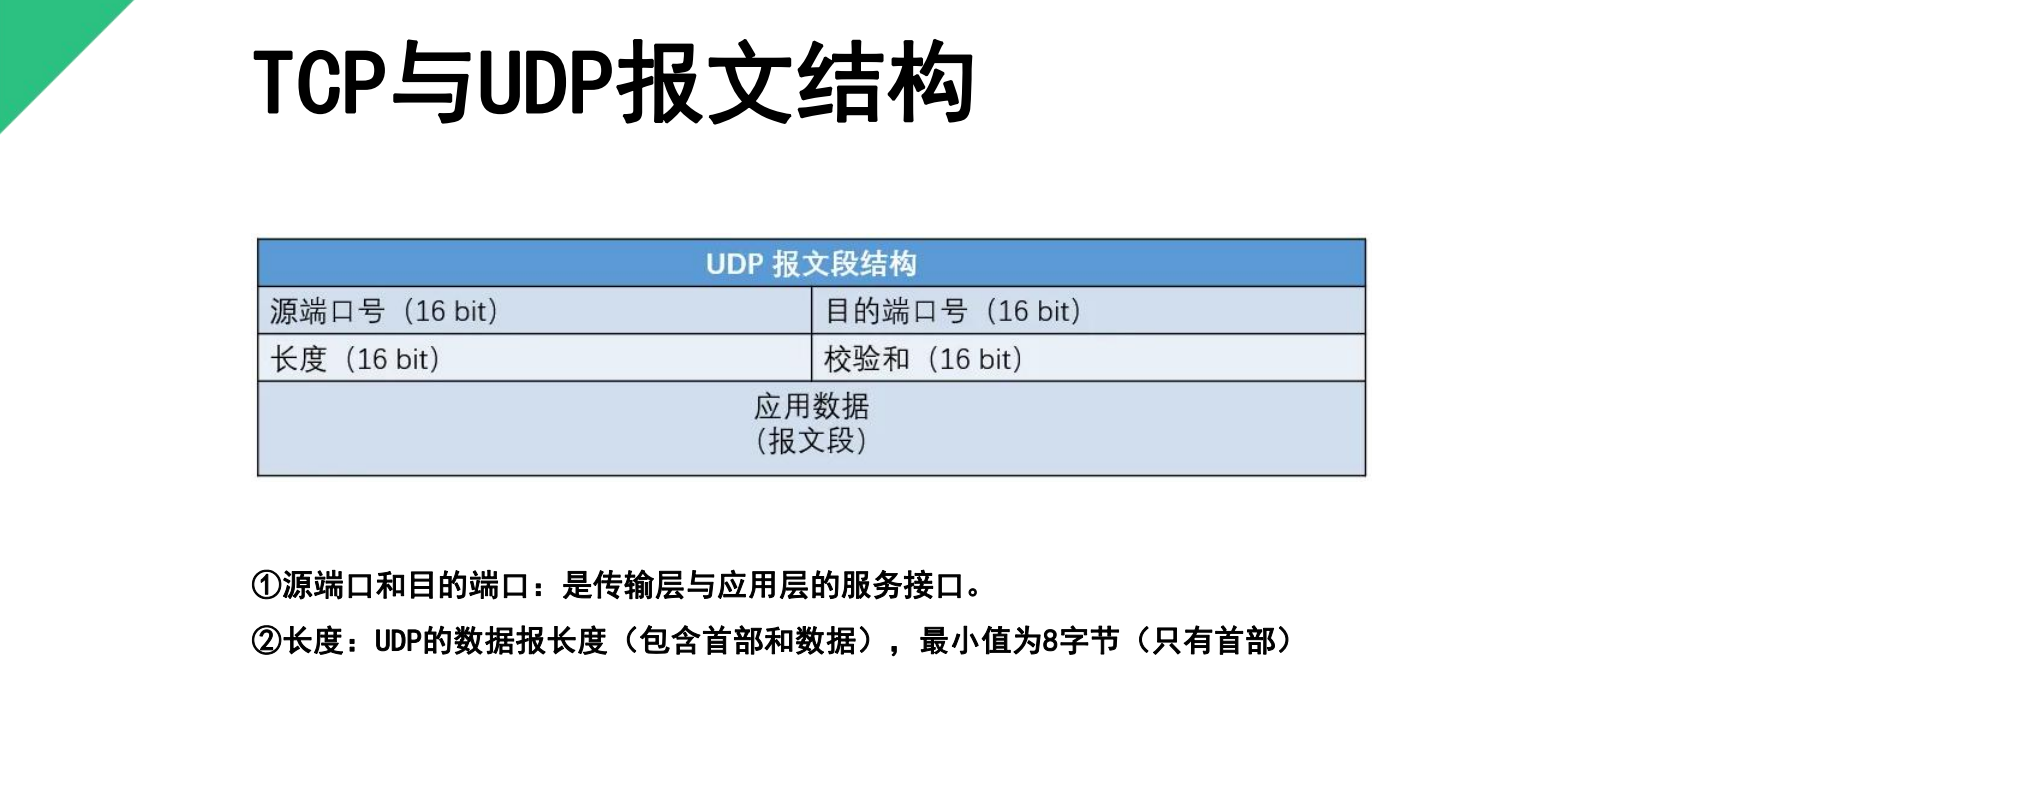 TCP与UDP报文结构
UDP 报文段结构
源端口号（16 bit） 目的端口号（16 bit）
长度（16 bit） 校验和（16 bit）
应用数据
（报文段）
①源端口和目的端口：是传输层与应用层的服务接口。
②长度：UDP的数据报长度（包含首部和数据），最小值为8字节（只有首部）